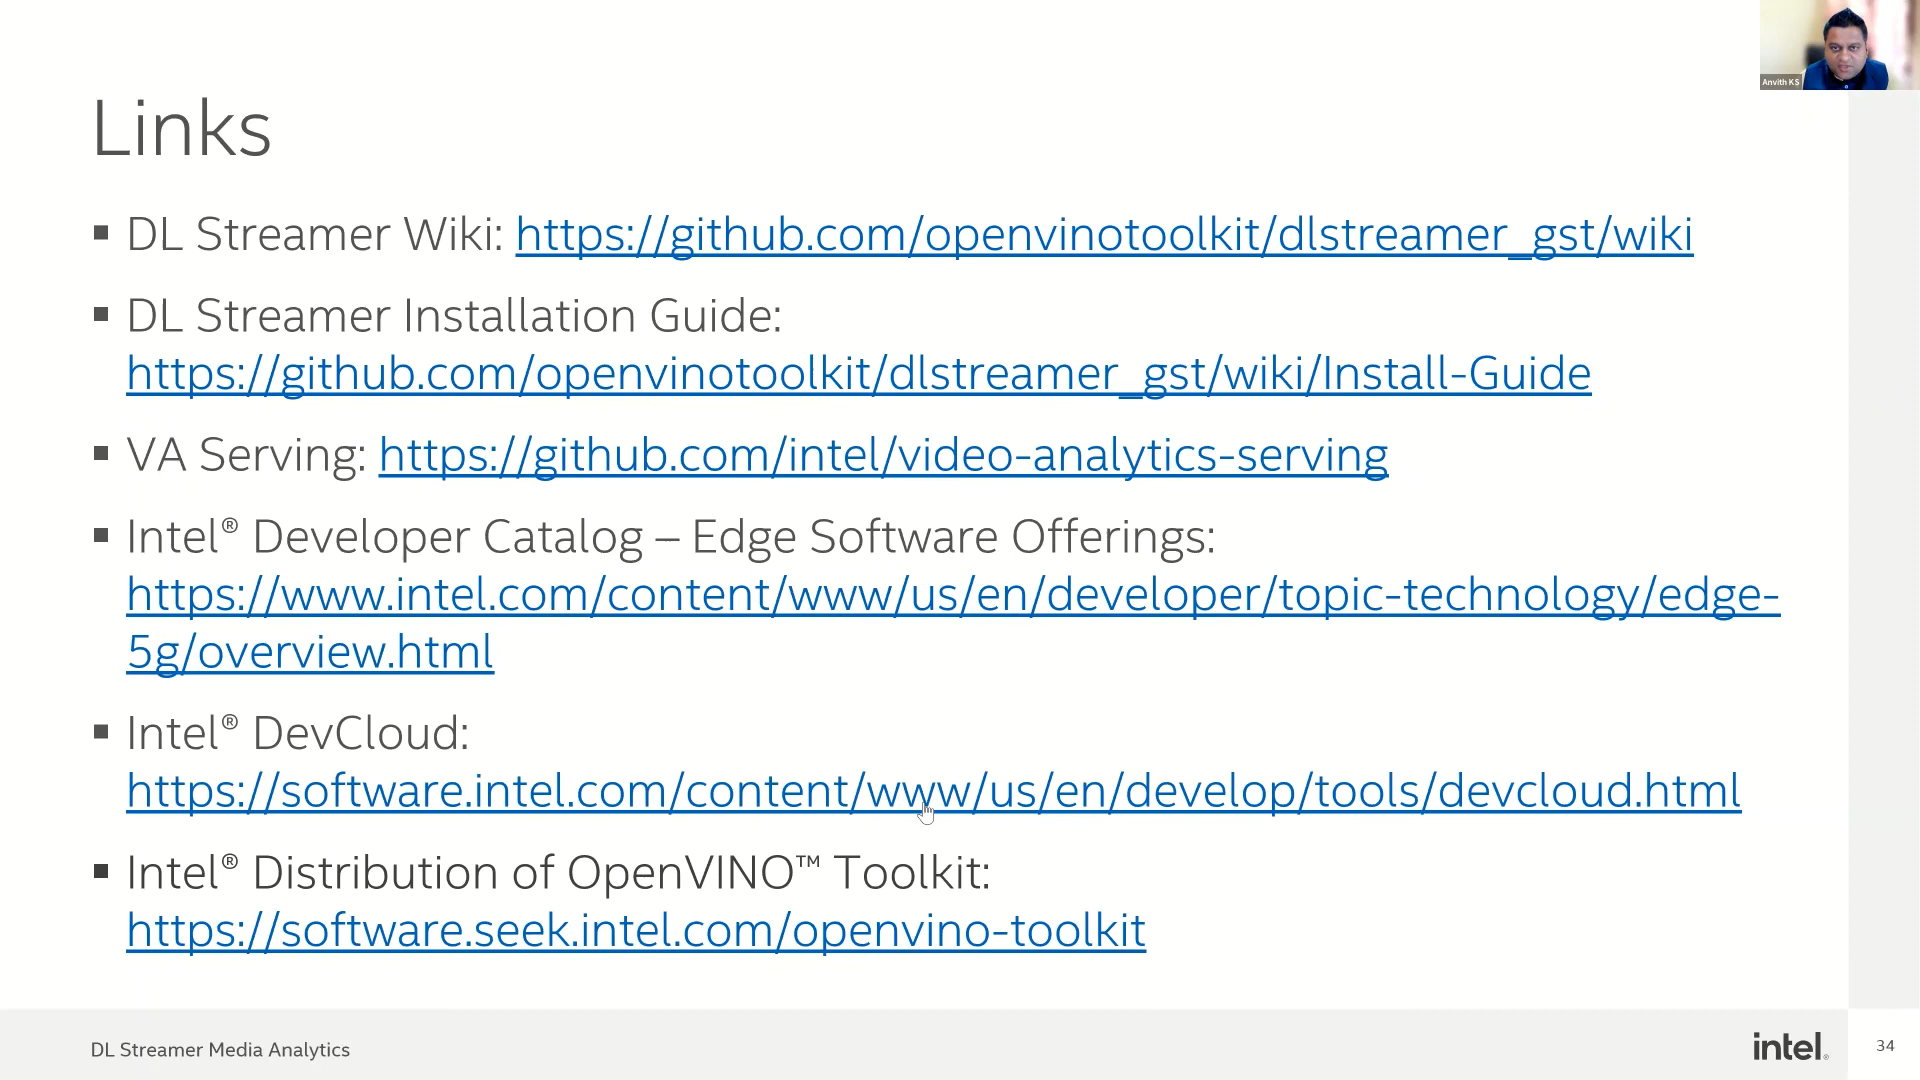 Anvith KS
Links
▪ DL Streamer Wiki: https://github.com/openvinotoolkit/dlstreamer_gst/wiki
▪ DL Streamer Installation Guide:
https://github.com/openvinotoolkit/dlstreamer_gst/wiki/Install-Guide
▪ VA Serving: https://github.com/intel/video-analytics-serving
▪ Intel® Developer Catalog – Edge Software Offerings:
https://www.intel.com/content/www/us/en/developer/topic-technology/edge-
5g/overview.html
▪ Intel® DevCloud:
https://software.intel.com/content/www/us/en/develop/tools/devcloud.html
▪ Intel® Distribution of OpenVINO™ Toolkit:
https://software.seek.intel.com/openvino-toolkit
DL Streamer Media Analytics
intel®
34